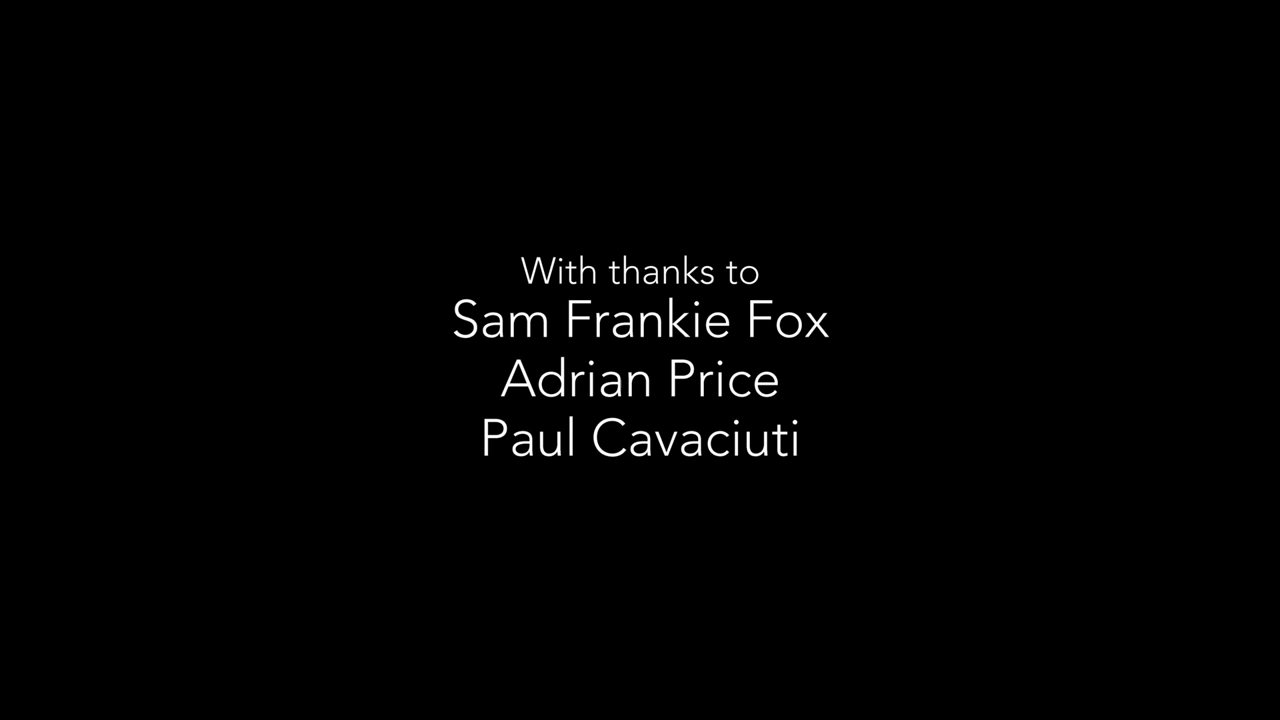 With thanks to
Sam Frankie Fox
Adrian Price
Paul Cavaciuti